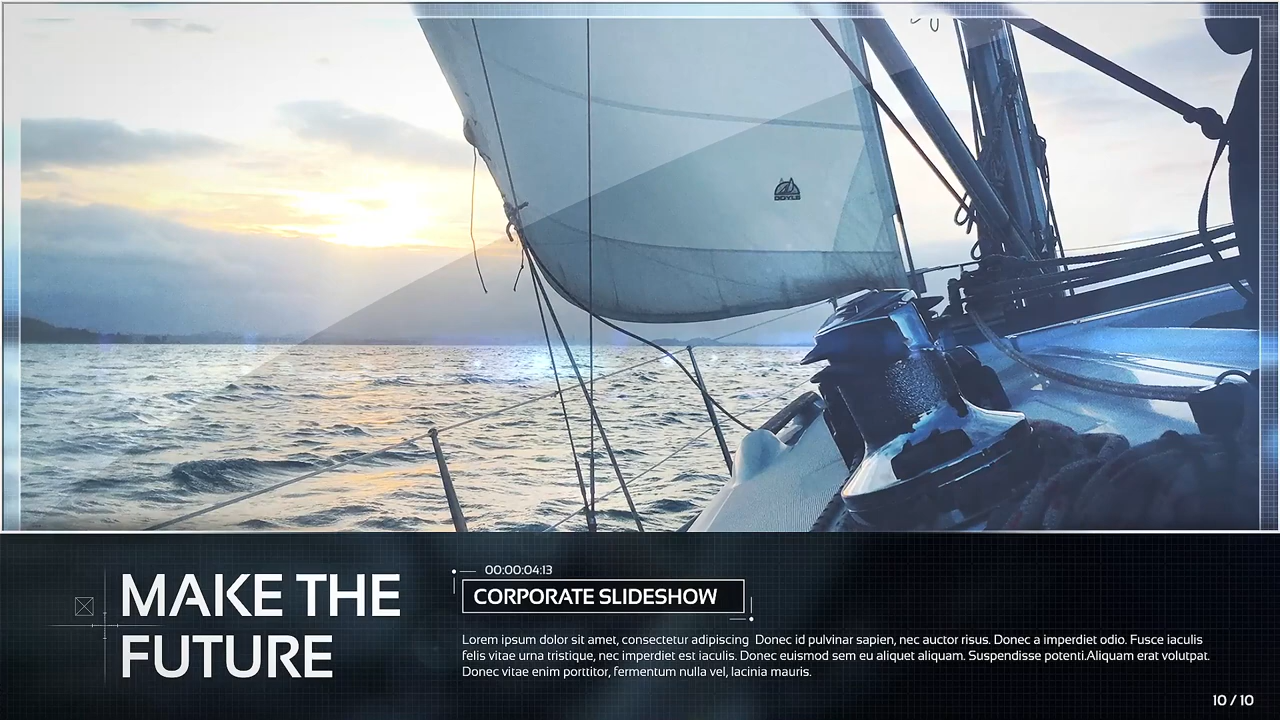 DOYLE
MAKE THE
FUTURE
00:00:04:13
CORPORATE SLIDESHOW
Lorem ipsum dolor sit amet, consectetur adipiscing Donec id pulvinar sapien, nec auctor risus. Donec a imperdiet odio. Fusce iaculis
felis vitae urna tristique, nec imperdiet est iaculis. Donec euismod sem eu aliquet aliquam. Suspendisse potenti.Aliquam erat volutpat.
Donec vitae enim porttitor, fermentum nulla vel, lacinia mauris.
10 / 10